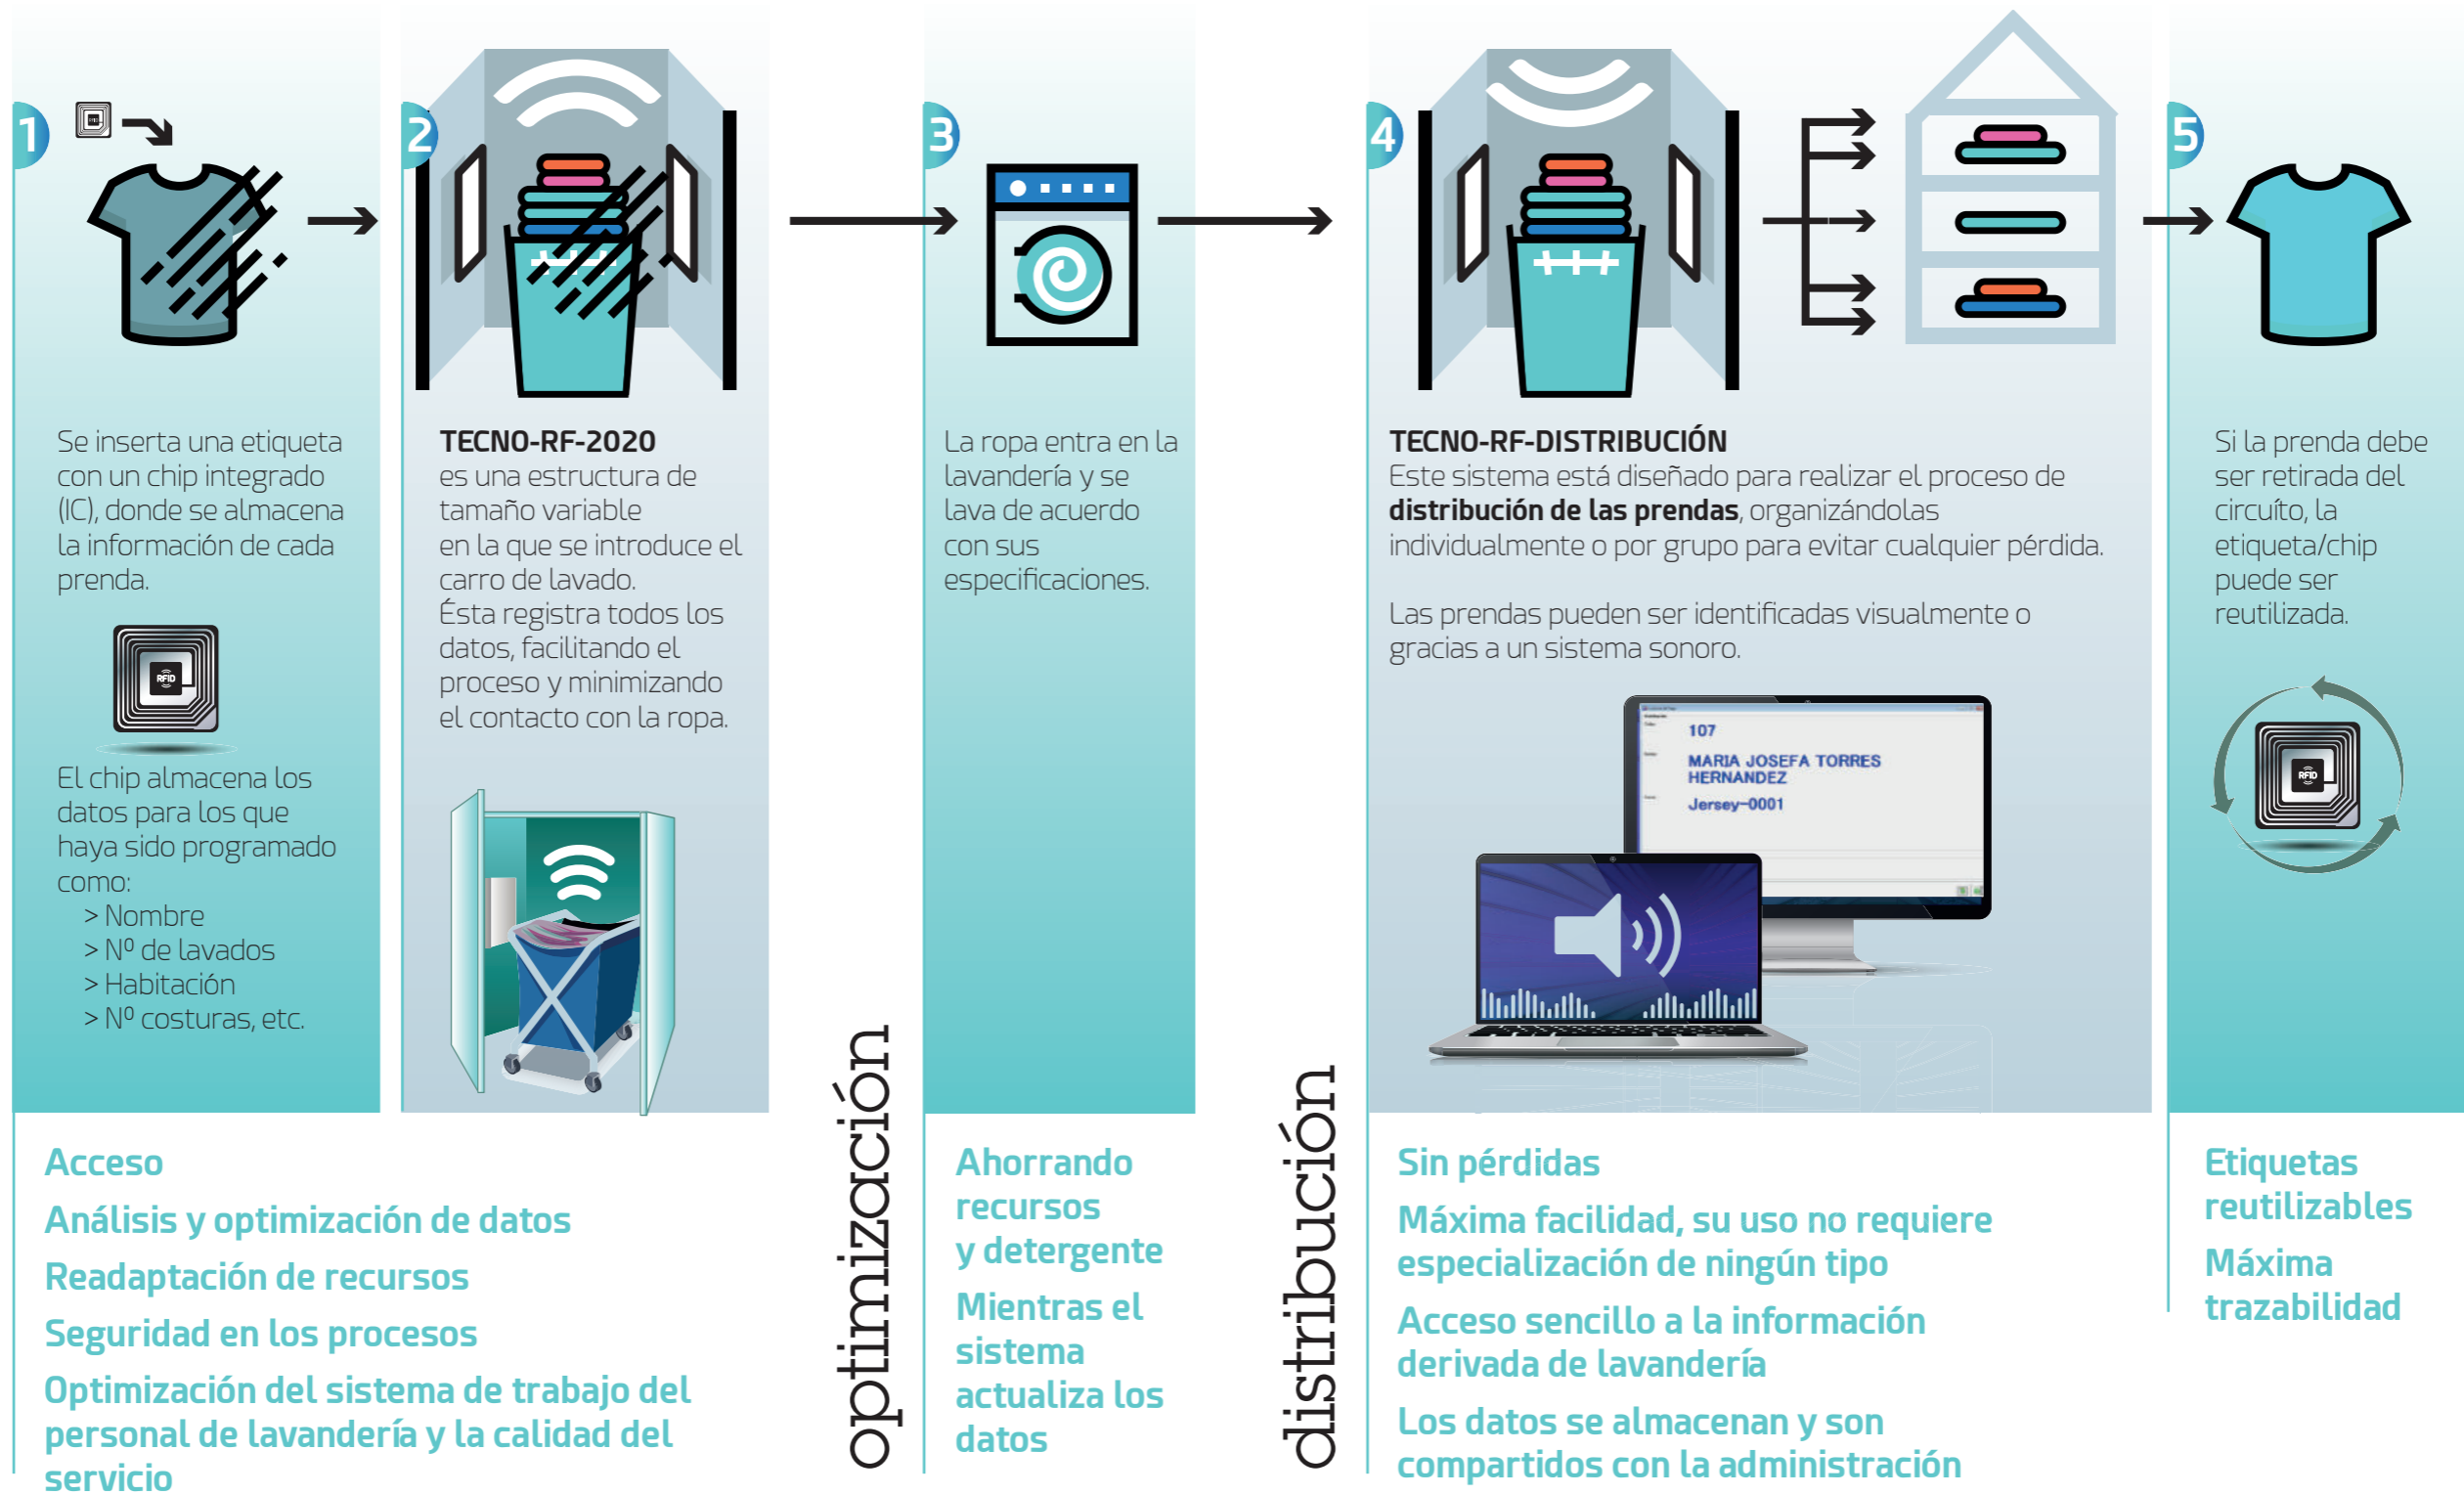 1
Se inserta una etiqueta
con un chip integrado
(IC), donde se almacena
la información de cada
prenda.
RFID
El chip almacena los
datos para los que
haya sido programado
como:
> Nombre
> Nº de lavados
> Habitación
> Nº costuras, etc.
2
TECNO-RF-2020
es una estructura de
tamaño variable
en la que se introduce el
carro de lavado.
Ésta registra todos los
datos, facilitando el
proceso y minimizando
el contacto con la ropa.
Acceso
Análisis y optimización de datos
Readaptación de recursos
Seguridad en los procesos
Optimización del sistema de trabajo del
personal de lavandería y la calidad del
servicio
optimización
3
La ropa entra en la
lavandería y se
lava de acuerdo
con sus
especificaciones.
Ahorrando
recursos
y detergente
Mientras el
sistema
actualiza los
datos
distribución
4
TECNO-RF-DISTRIBUCIÓN
Este sistema está diseñado para realizar el proceso de
distribución de las prendas, organizándolas
individualmente o por grupo para evitar cualquier pérdida.
Las prendas pueden ser identificadas visualmente o
gracias a un sistema sonoro.
107
MARIA JOSEFA TORRES
HERNANDEZ
Jersey-0001
Sin pérdidas
Máxima facilidad, su uso no requiere
especialización de ningún tipo
Acceso sencillo a la información
derivada de lavandería
Los datos se almacenan y son
compartidos con la administración
5
Si la prenda debe
ser retirada del
circuíto, la
etiqueta/chip
puede ser
reutilizada.
RFID
Etiquetas
reutilizables
Máxima
trazabilidad